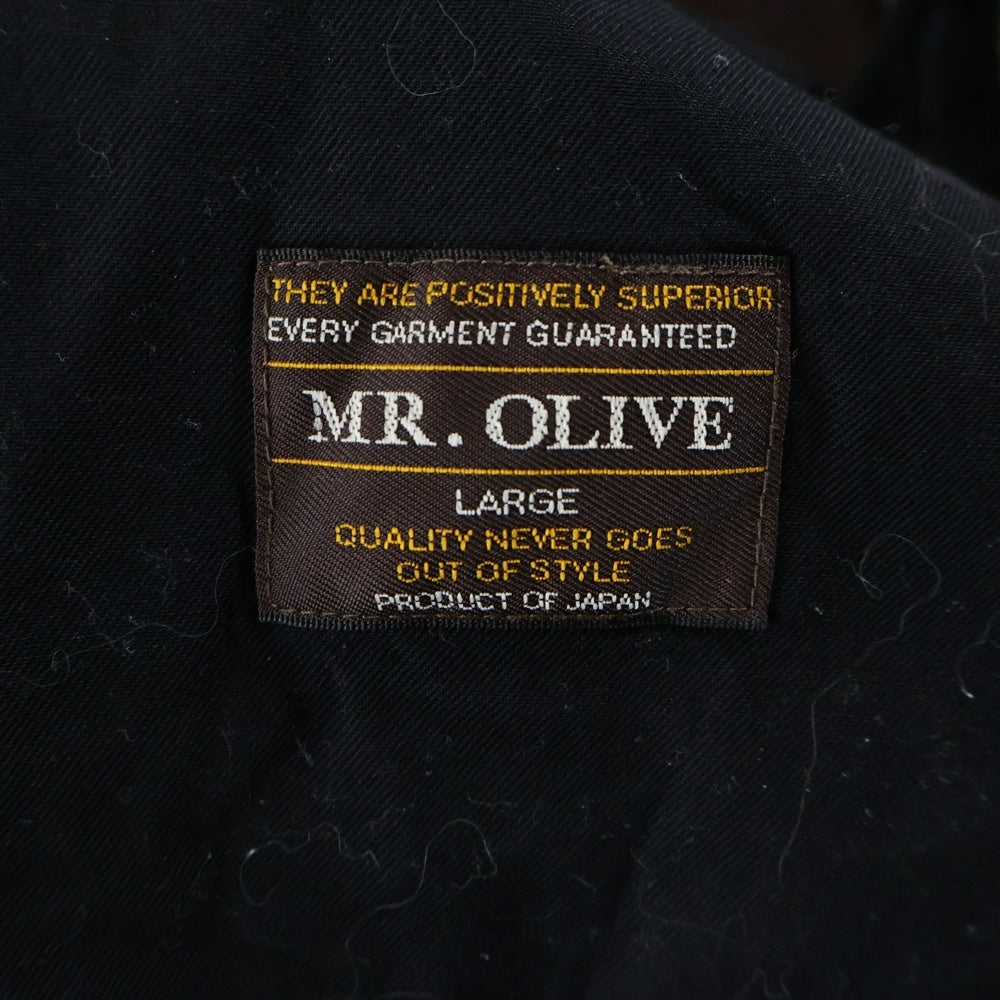 THEY ARE POSITIVELY SUPERIOR
EVERY GARMENT GUARANTEED
MR. OLIVE
LARGE
QUALITY NEVER GOES
OUT OF STYLE
PRODUCT OF JAPAN